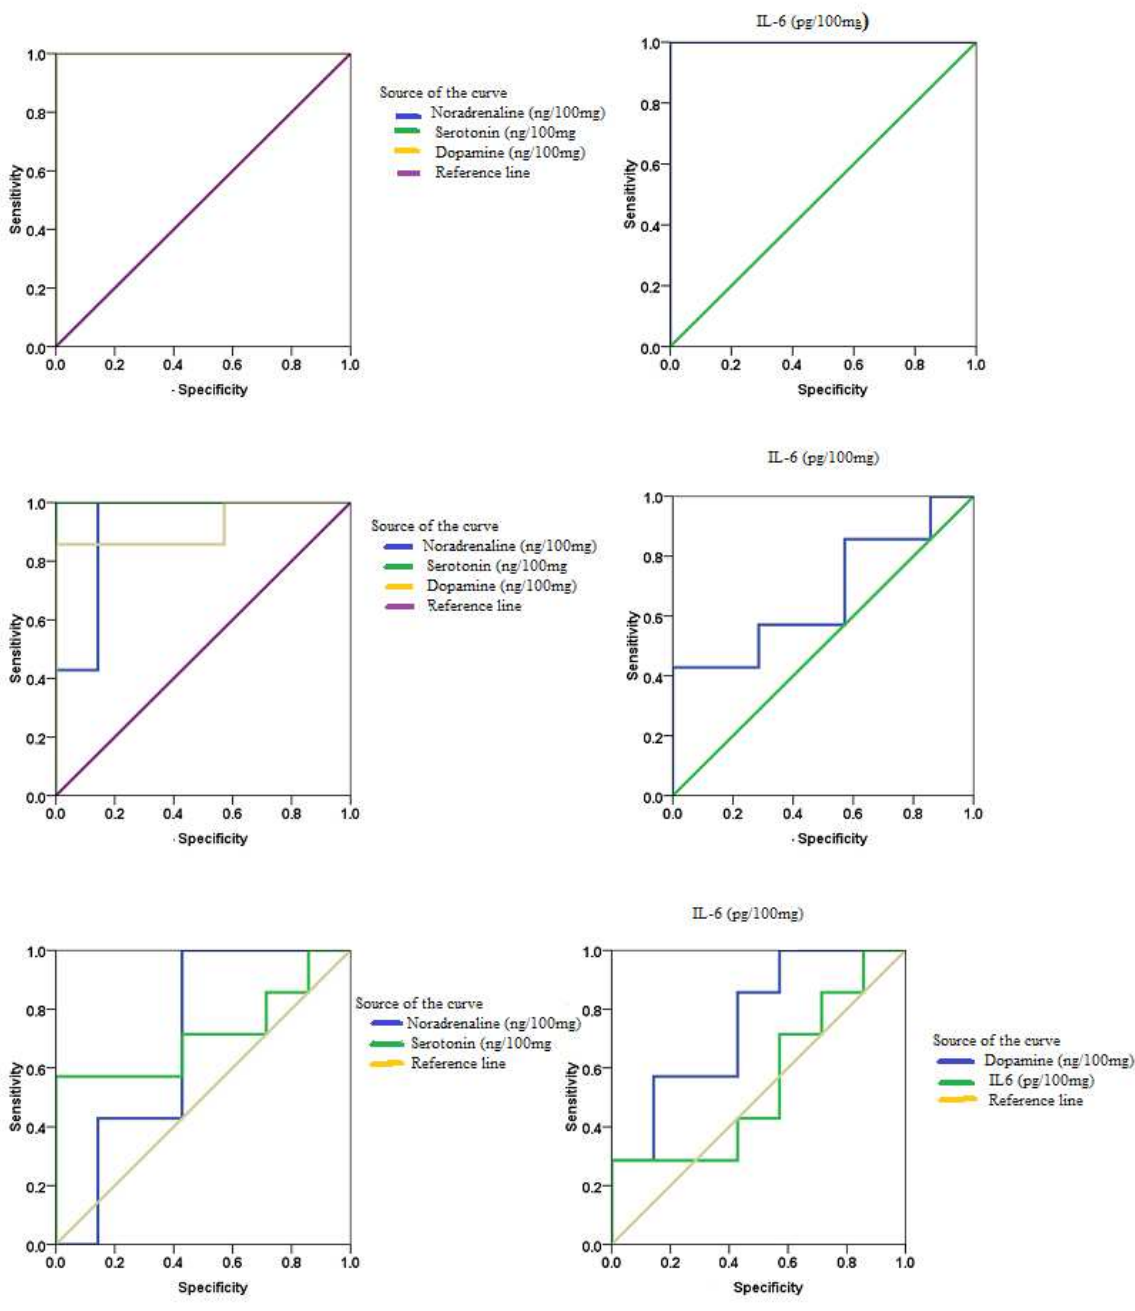 IL-6 (pg/100mg)
1.0
0.8
0.6
0.4
0.2
0.0
Sensitivity
0.0 0.2 0.4 0.6 0.8 1.0
- Specificity
Source of the curve
Noradrenaline (ng/100mg)
Serotonin (ng/100mg
Dopamine (ng/100mg)
Reference line
1.0
0.8
0.6
0.4
0.2
0.0
Sensitivity
0.0 0.2 0.4 0.6 0.8 1.0
Specificity
IL-6 (pg/100mg)
1.0
0.8
0.6
0.4
0.2
0.0
Sensitivity
0.0 0.2 0.4 0.6 0.8 1.0
- Specificity
Source of the curve
Noradrenaline (ng/100mg)
Serotonin (ng/100mg
Dopamine (ng/100mg)
Reference line
1.0
0.8
0.6
0.4
0.2
0.0
Sensitivity
0.0 0.2 0.4 0.6 0.8 1.0
- Specificity
IL-6 (pg/100mg)
1.0
0.8
0.6
0.4
0.2
0.0
Sensitivity
0.0 0.2 0.4 0.6 0.8 1.0
Specificity
Source of the curve
Noradrenaline (ng/100mg)
Serotonin (ng/100mg
Reference line
1.0
0.8
0.6
0.4
0.2
0.0
Sensitivity
0.0 0.2 0.4 0.6 0.8 1.0
Specificity
Source of the curve
Dopamine (ng/100mg)
IL6 (pg/100mg)
Reference line